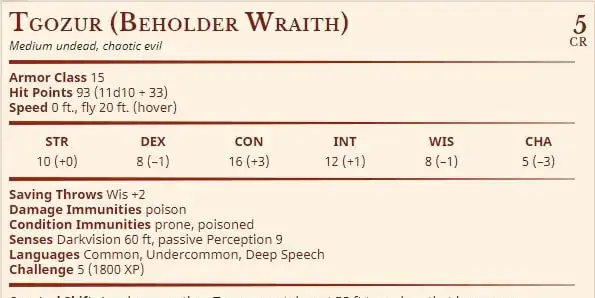 Tgozur (Beholder Wraith)
5
CR
Medium undead, chaotic evil
Armor Class 15
Hit Points 93 (11d10 + 33)
Speed 0 ft., fly 20 ft. (hover)
STR DEX CON INT WIS CHA
10 (+0) 8 (–1) 16 (+3) 12 (+1) 8 (–1) 5 (–3)
Saving Throws Wis +2
Damage Immunities poison
Condition Immunities prone, poisoned
Senses Darkvision 60 ft, passive Perception 9
Languages Common, Undercommon, Deep Speech
Challenge 5 (1800 XP)